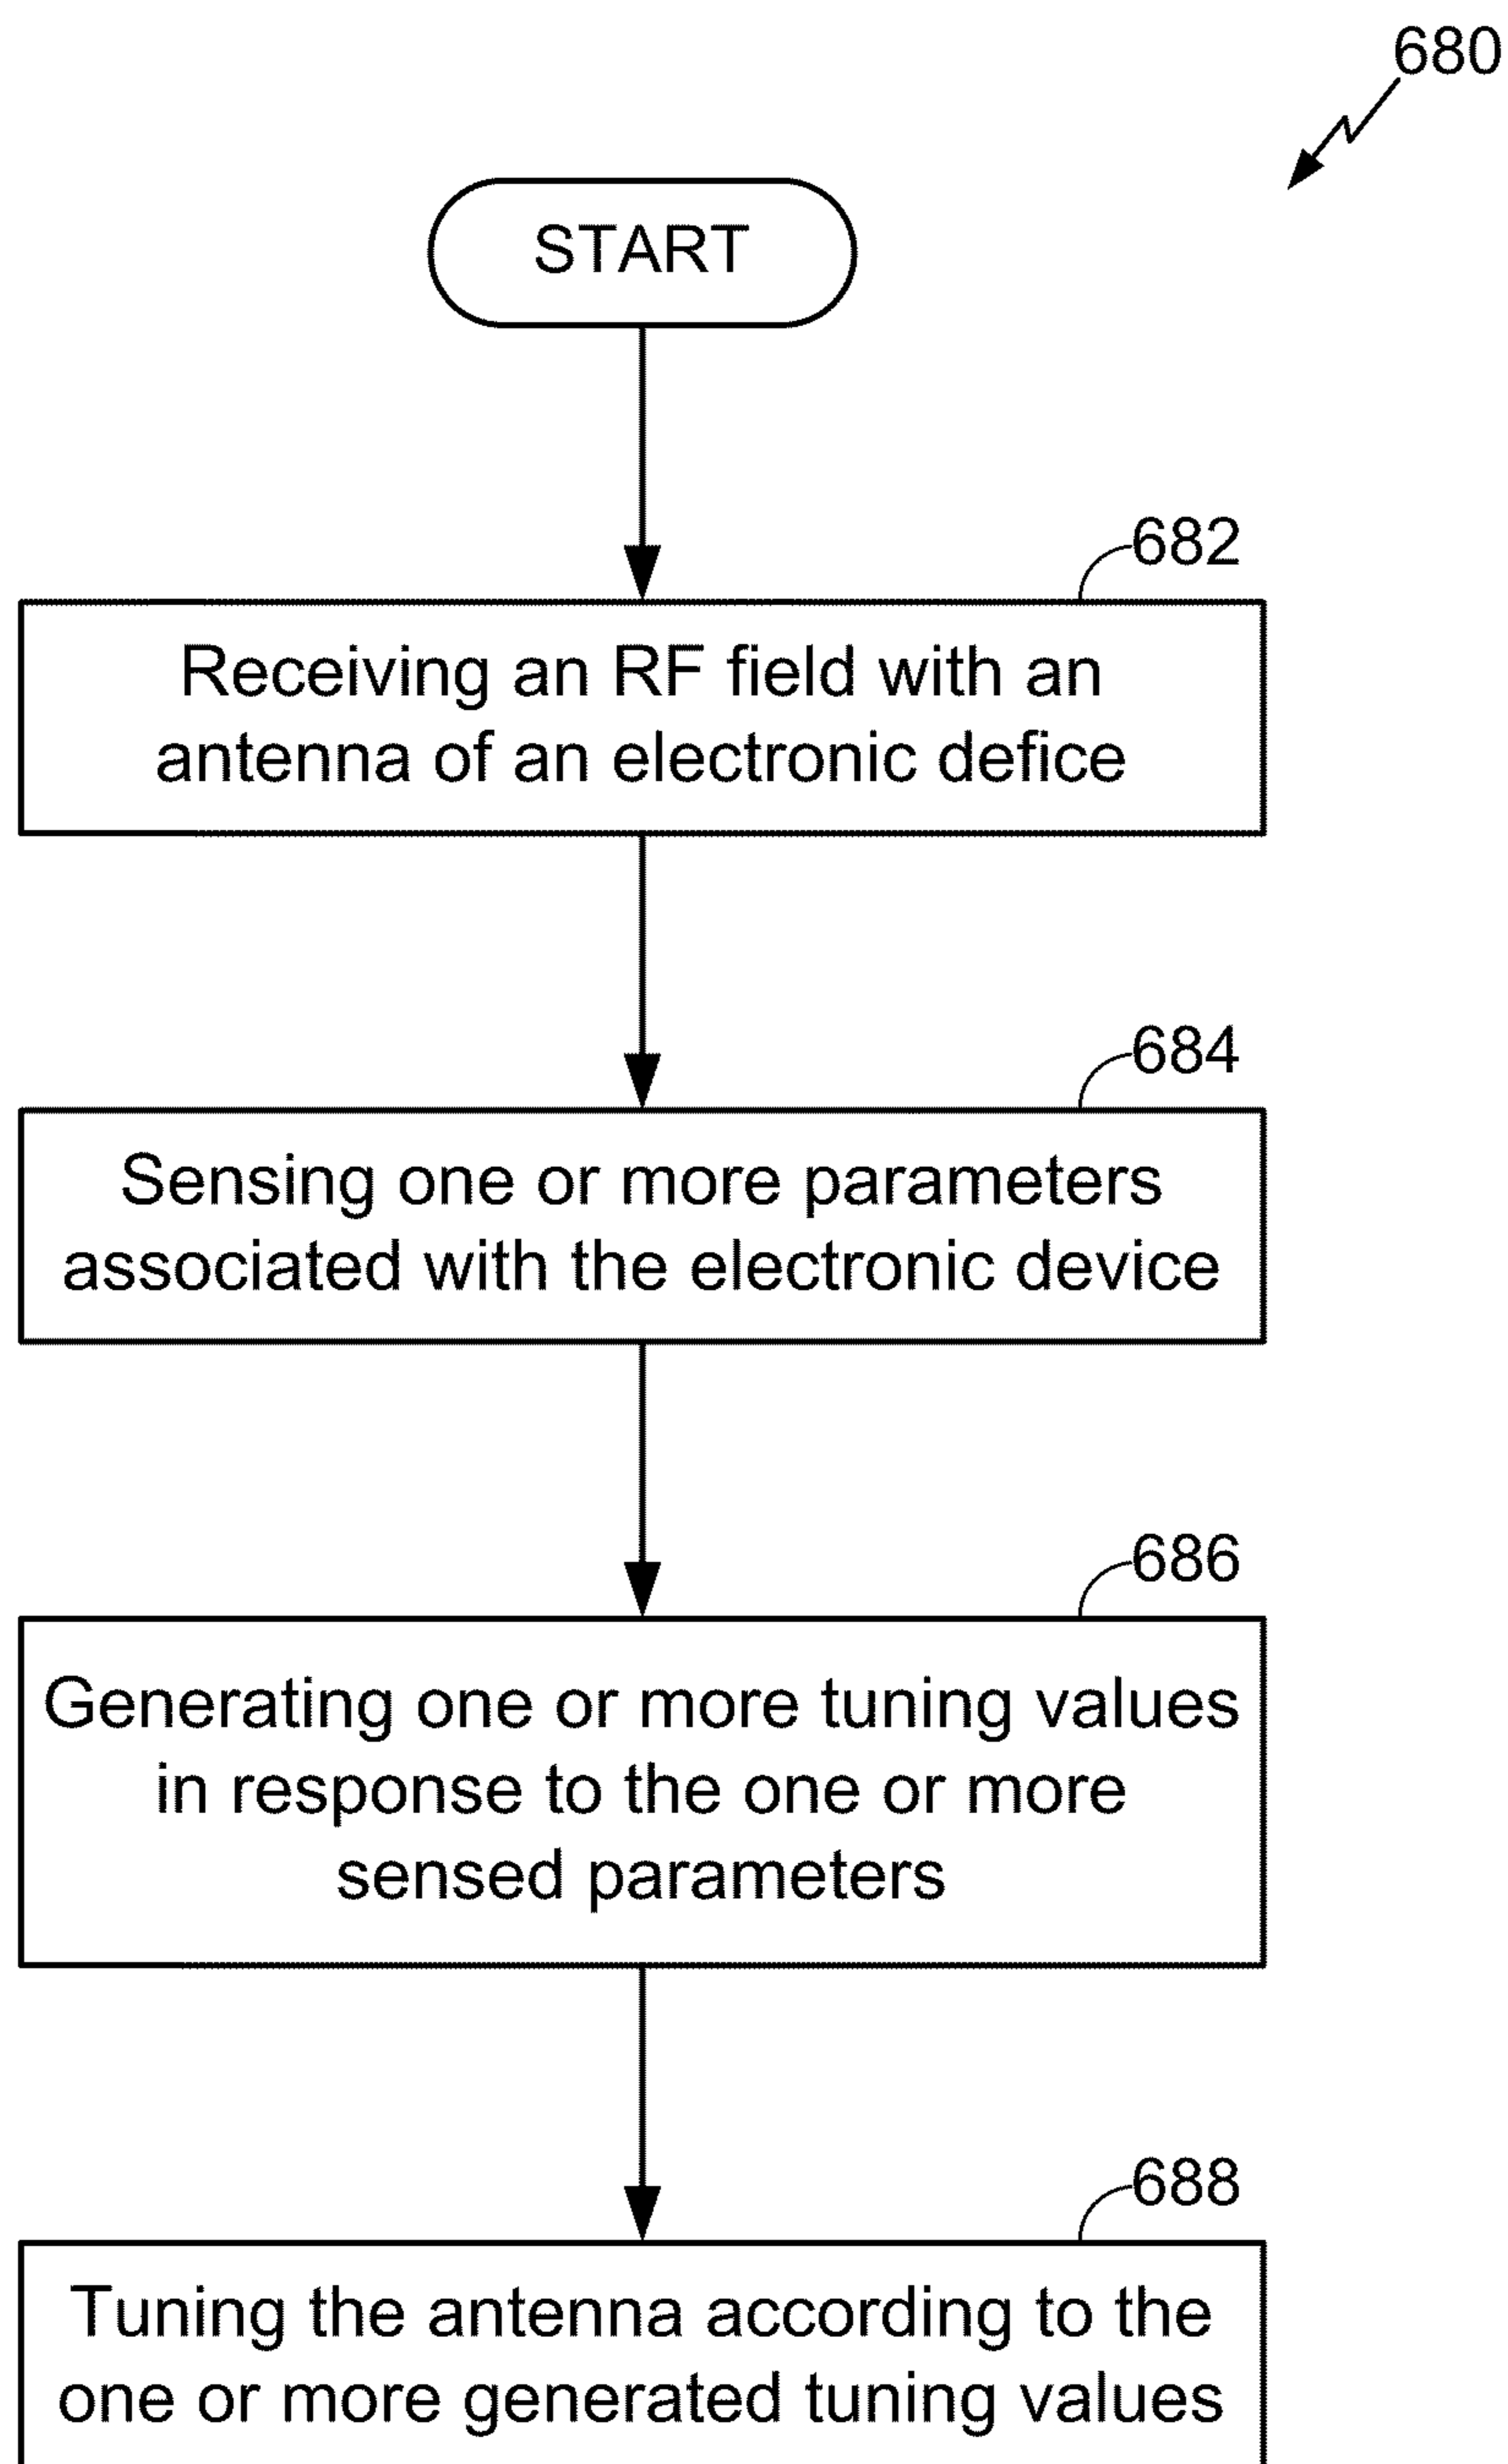 680
START
682
Receiving an RF field with an
antenna of an electronic defice
684
Sensing one or more parameters
associated with the electronic device
686
Generating one or more tuning values
in response to the one or more
sensed parameters
688
Tuning the antenna according to the
one or more generated tuning values